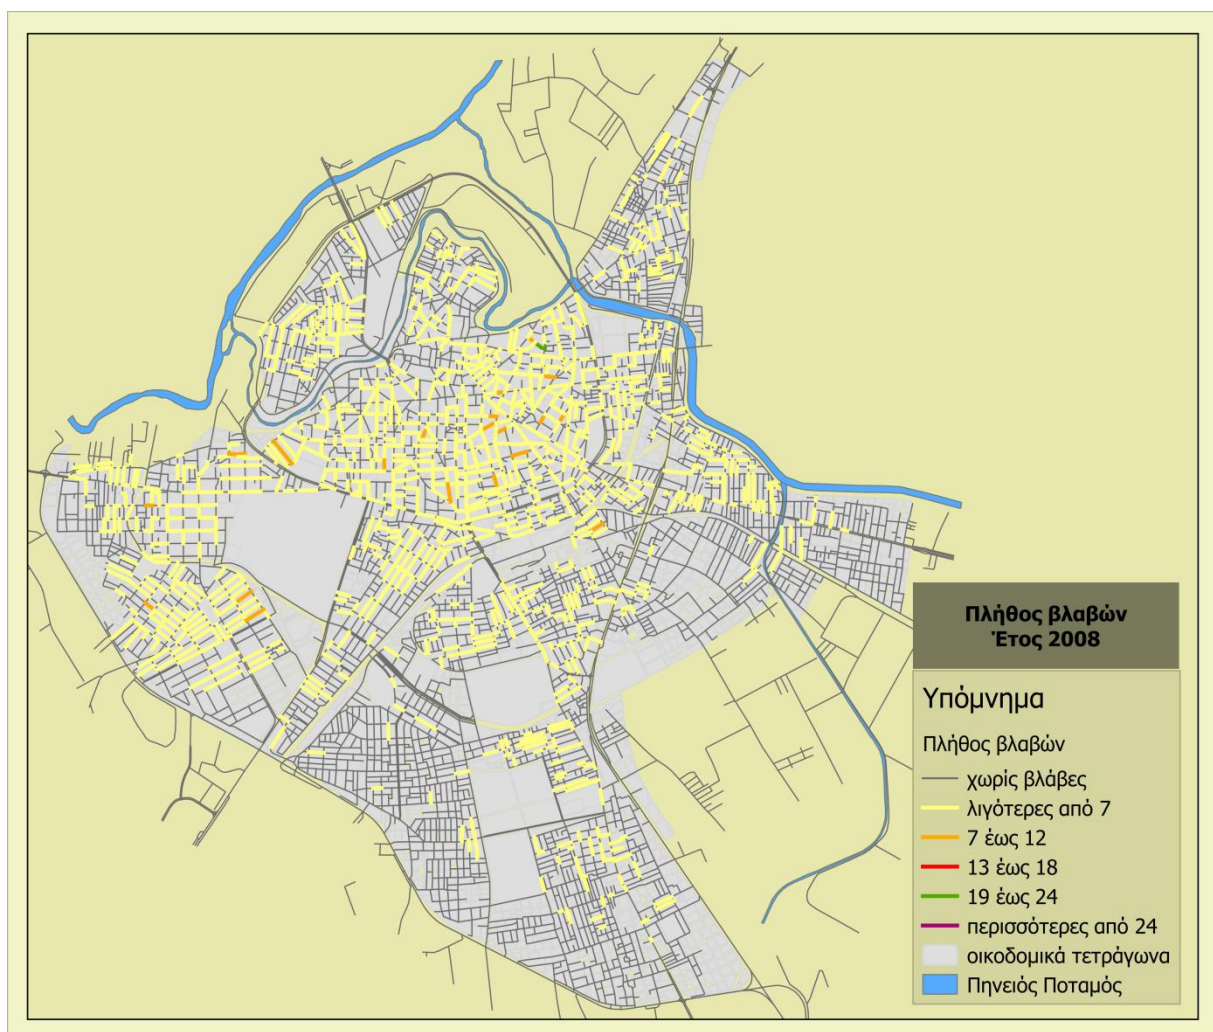 Πλήθος βλαβών
Έτος 2008
Υπόμνημα
Πλήθος βλαβών
χωρίς βλάβες
λιγότερες από 7
7 έως 12
13 έως 18
19 έως 24
περισσότερες από 24
οικοδομικά τετράγωνα
Πηνειός Ποταμός